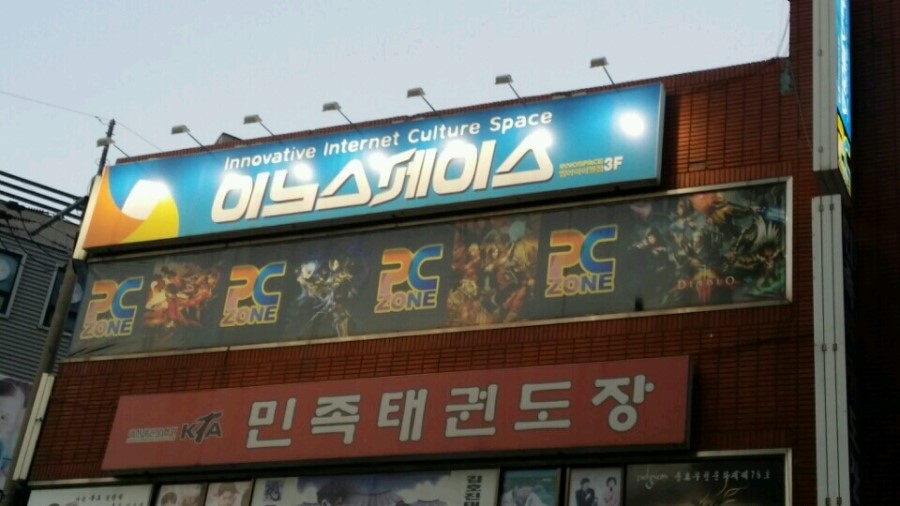 Innovative Internet Culture Space
이노스페이스
INNOSPACE
3F
PC ZONE
PC ZONE
PC ZONE
PC ZONE
DIABLO
KTA 민족태권도장